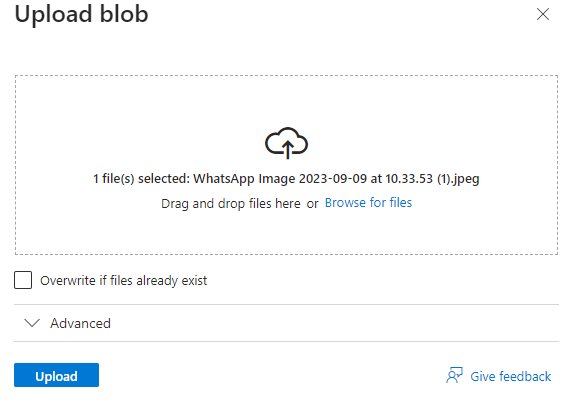 Upload blob
1 file(s) selected: WhatsApp Image 2023-09-09 at 10.33.53 (1).jpeg
Drag and drop files here or Browse for files
Overwrite if files already exist
Advanced
Upload
Give feedback